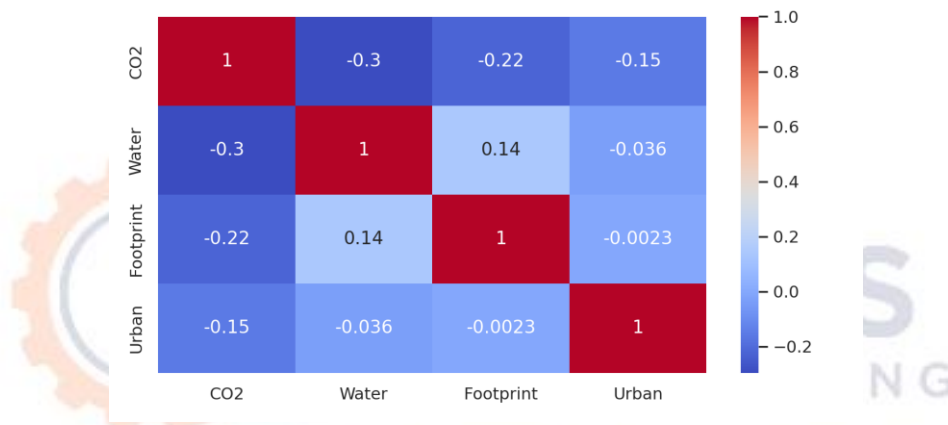 CO2 1 -0.3 -0.22 -0.15
Water -0.3 1 0.14 -0.036
Footprint -0.22 0.14 1 -0.0023
Urban -0.15 -0.036 -0.0023 1
CO2 Water Footprint Urban
1.0
0.8
0.6
0.4
0.2
0.0
−0.2
S
NG